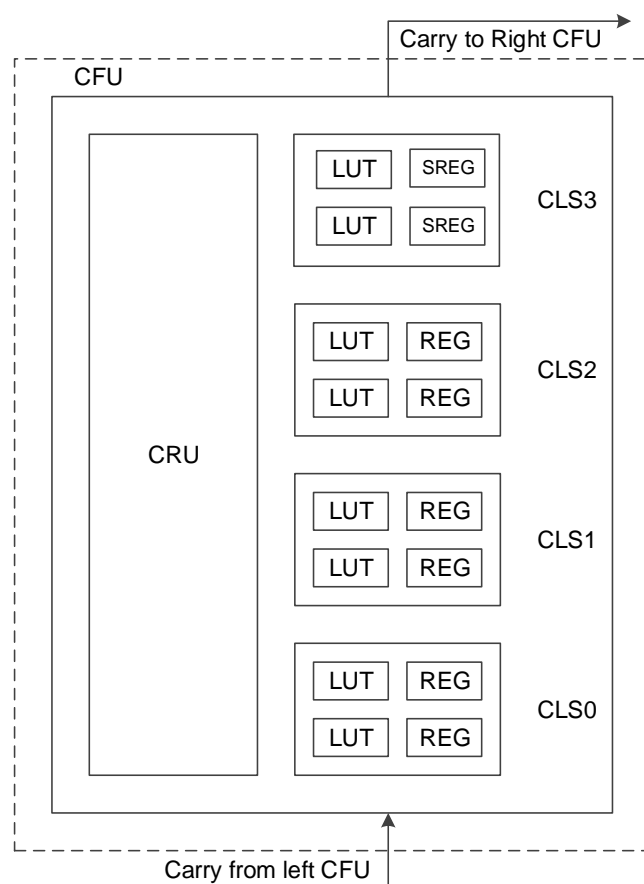 Carry to Right CFU
CFU
LUT SREG
CLS3
LUT SREG
LUT REG
CLS2
LUT REG
CRU
LUT REG
CLS1
LUT REG
LUT REG
CLS0
LUT REG
Carry from left CFU